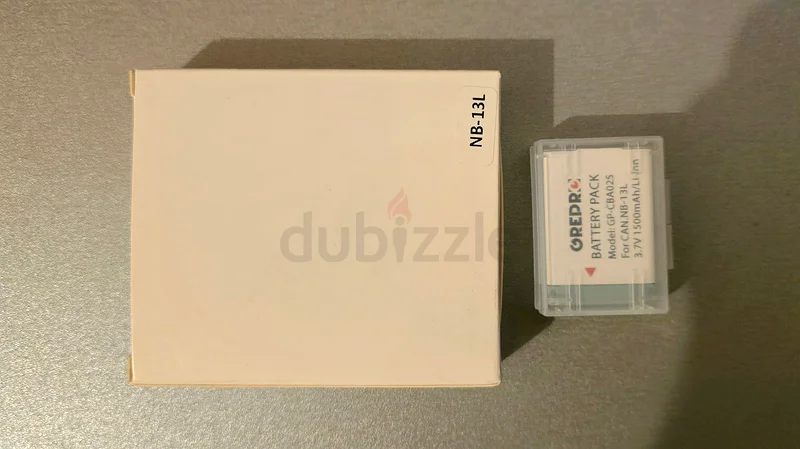 NB-13L
dubizzle
GREPRO
BATTERY PACK
Model: GP-CBA025
For CAN.NB-13L
3.7V 1500mAh/Li-Ion